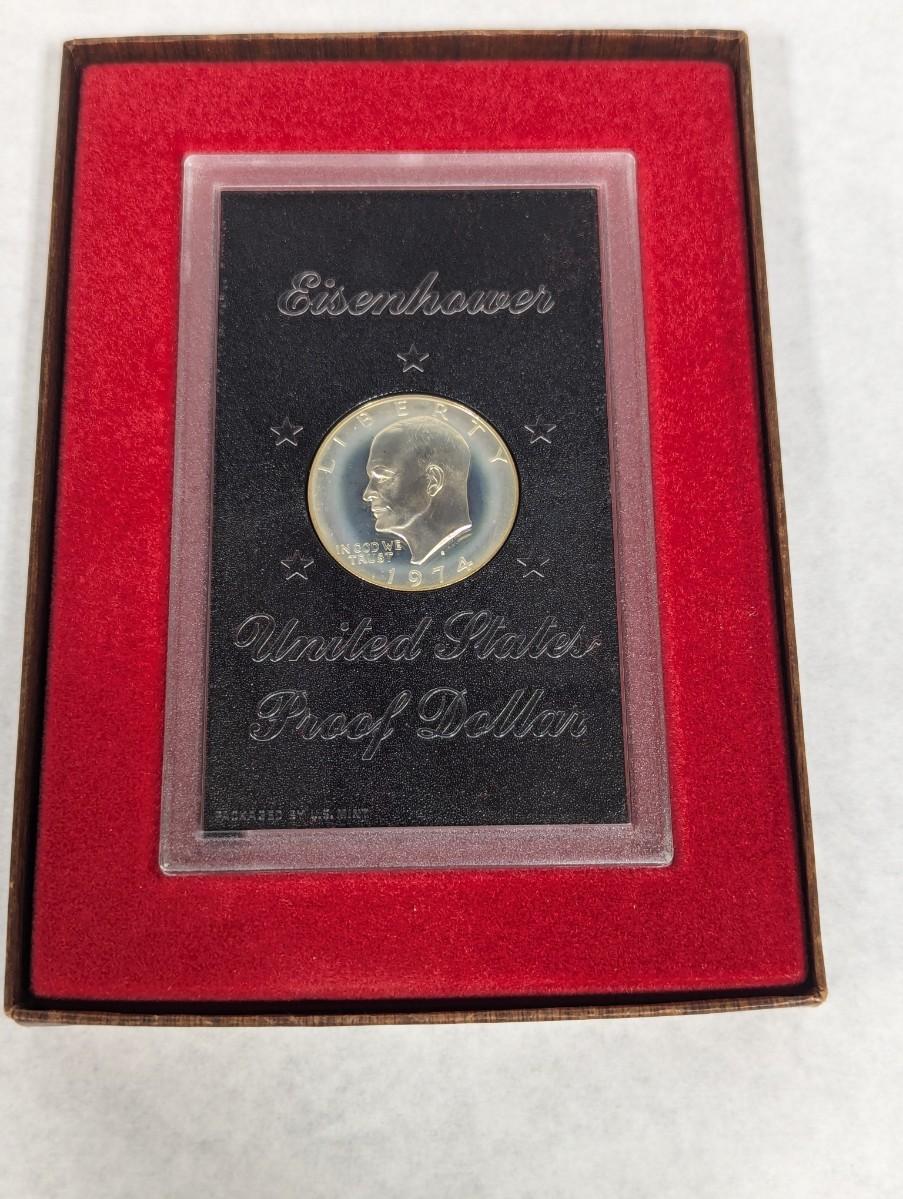 Eisenhower
LIBERTY
IN GOD WE
TRUST
S
1974
United States
Proof Dollar
PACKAGED BY U.S. MINT